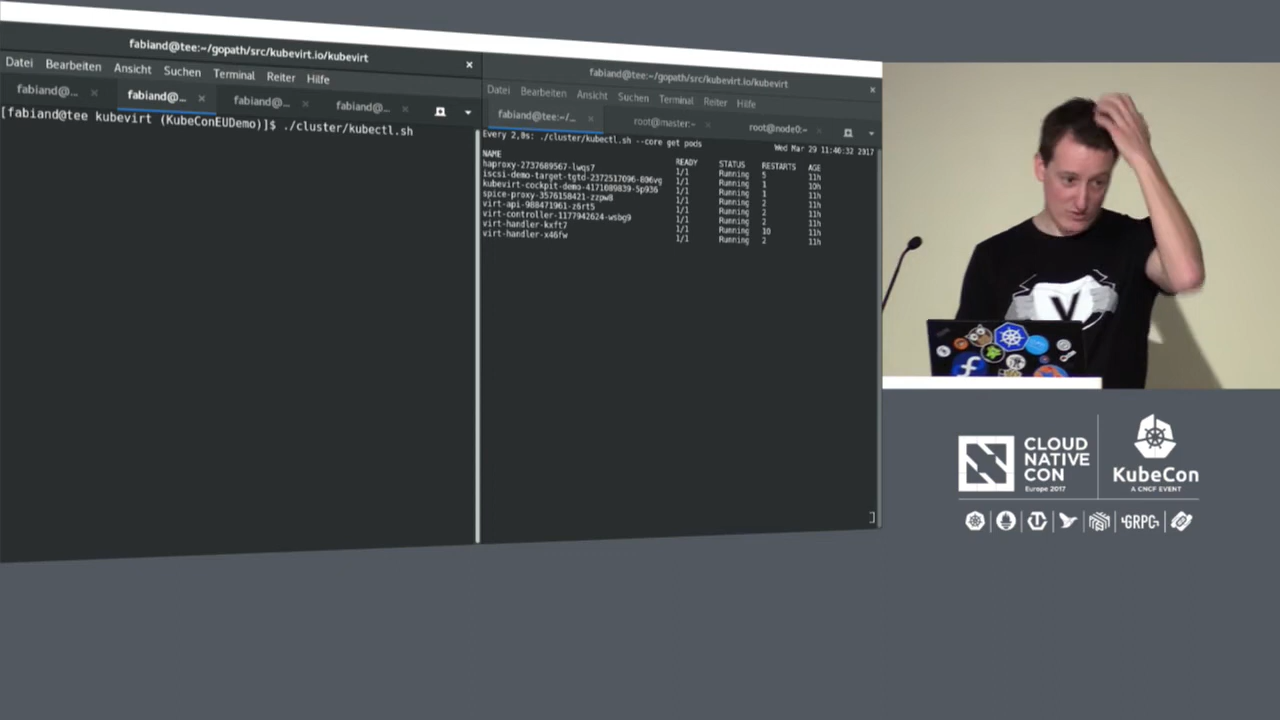 fabiand@tee:~/gopath/src/kubevirt.io/kubevirt
Datei Bearbeiten Ansicht Suchen Terminal Reiter Hilfe
fabiand@... fabiand@... fabiand@... fabiand@...
[fabiand@tee kubevirt (KubeConEUDemo)]$ ./cluster/kubectl.sh
fabiand@tee:~/gopath/src/kubevirt.io/kubevirt
Datei Bearbeiten Ansicht Suchen Terminal Reiter Hilfe
fabiand@tee:~/... root@master:~ root@node0:~
Every 2,0s: ./cluster/kubectl.sh --core get pods Wed Mar 29 11:40:32 2017
NAME READY STATUS RESTARTS AGE
haproxy-2737689567-lwqs7 1/1 Running 5 11h
iscsi-demo-target-tgtd-2372517096-806vg 1/1 Running 1 10h
kubevirt-cockpit-demo-4171089839-5p936 1/1 Running 1 11h
spice-proxy-3576158421-zzpw8 1/1 Running 2 11h
virt-api-988471961-z6rt5 1/1 Running 2 11h
virt-controller-1177942624-wsbg9 1/1 Running 2 11h
virt-handler-kxft7 1/1 Running 10 11h
virt-handler-x46fw 1/1 Running 2 11h
V
CLOUD
NATIVE
CON
Europe 2017
KubeCon
A CNCF EVENT
GRPC